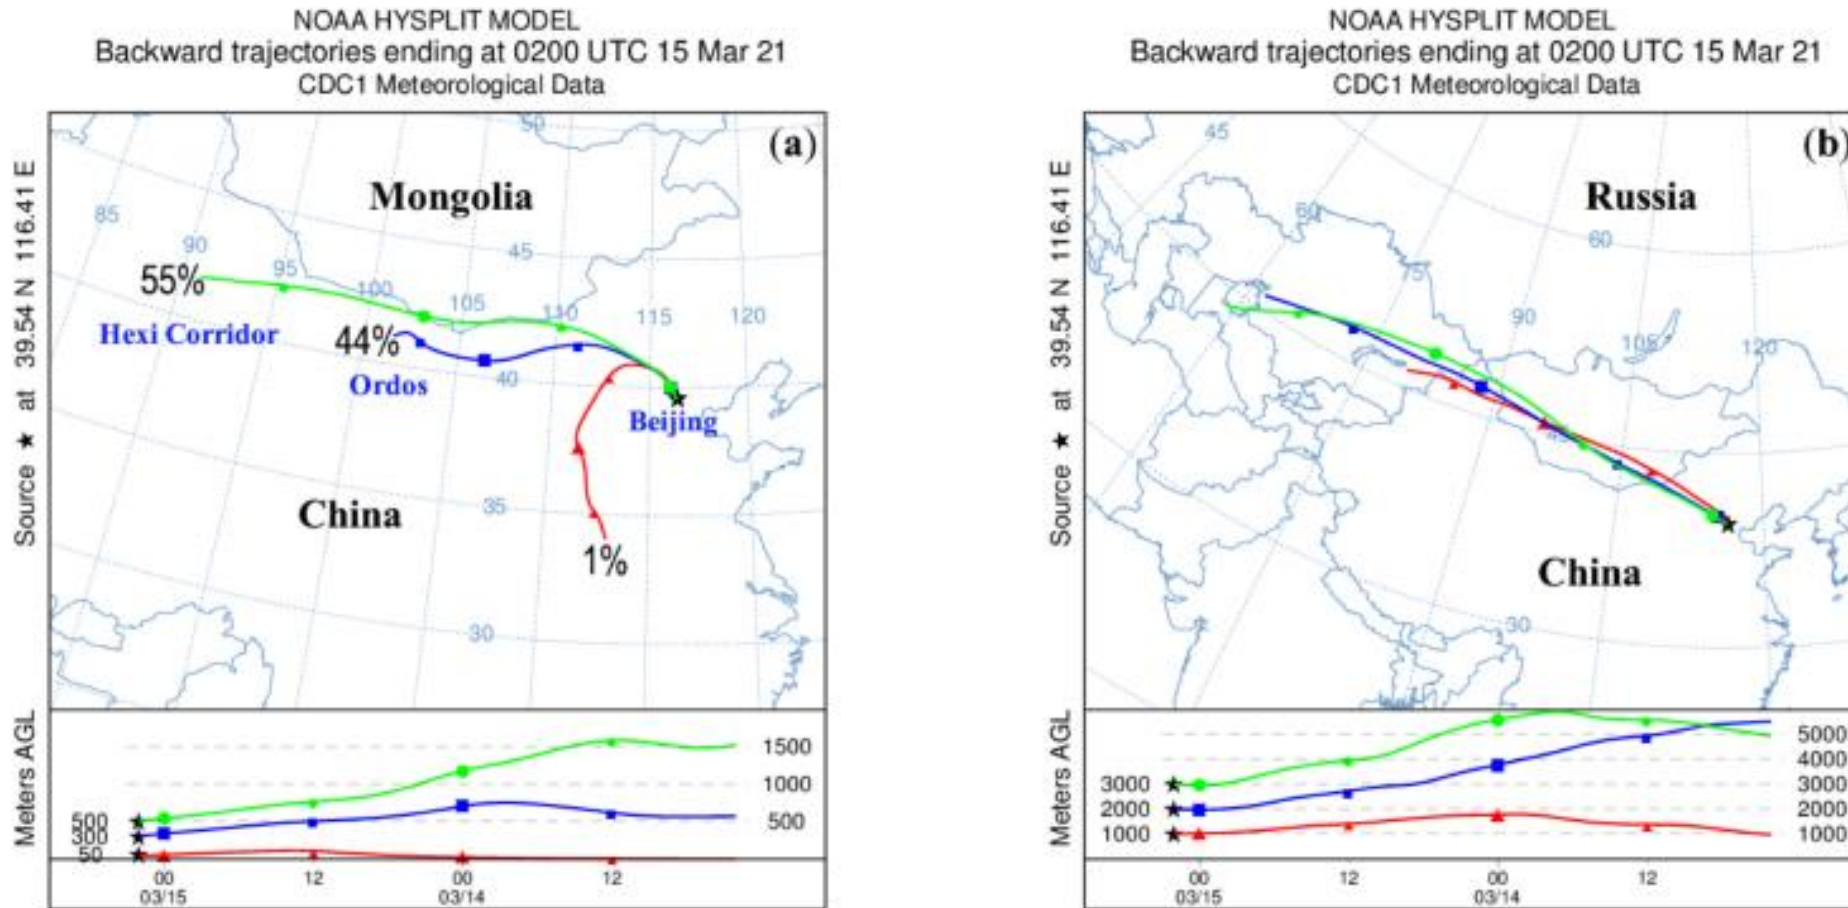 NOAA HYSPLIT MODEL
Backward trajectories ending at 0200 UTC 15 Mar 21
CDC1 Meteorological Data
(a)
Mongolia
50
85
90
95
100
105
110
115
120
45
40
35
30
55%
Hexi Corridor
44%
Ordos
Beijing
China
1%
Source ★ at 39.54 N 116.41 E
Meters AGL
1500
1000
500
500
300
50
00 12 00 12
03/15 03/14
NOAA HYSPLIT MODEL
Backward trajectories ending at 0200 UTC 15 Mar 21
CDC1 Meteorological Data
(b)
Russia
45
60
60
75
90
105
120
45
China
30
Source ★ at 39.54 N 116.41 E
Meters AGL
5000
4000
3000
2000
1000
3000
2000
1000
00 12 00 12
03/15 03/14